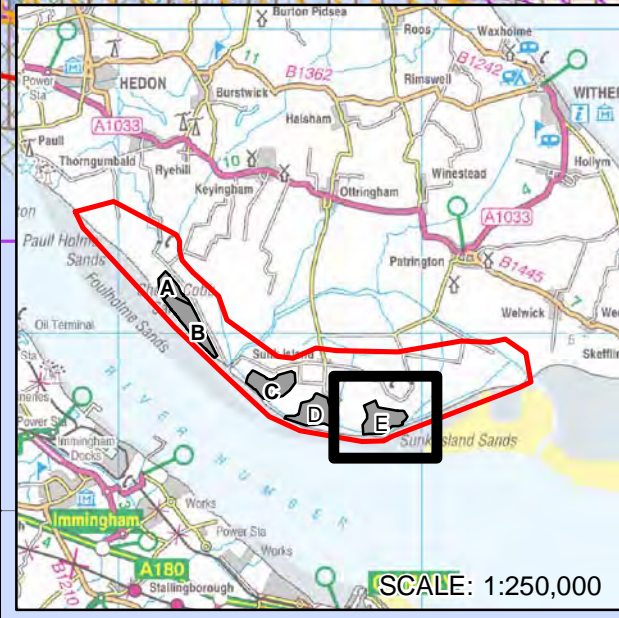 Burton Pidsea
Roos
Waxholme
Power
Sta
HEDON
11
B1362
B1242
Burstwick
Rimswell
WITHER
A1033
Paull
Halsham
Thorngumbald
Ryehill
10
Keyingham
Winestead
4
Hollym
Ottringham
A1033
Paull Holme
Sands
Patrington
B1445
Foulholme Sands
A
B
Welwick
7
Oil Terminal
Sunk Island
6
Skeffin
C
D
E
Sunk Island Sands
RIVER HUMBER
Power Sta
Immingham
Docks
Works
Immingham
Power Sta
Works
A180
B1210
Stallingborough
SCALE: 1:250,000